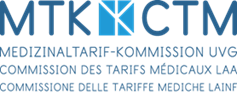 MTK CTM
MEDIZINALTARIF-KOMMISSION UVG
COMMISSION DES TARIFS MÉDICAUX LAA
COMMISSIONE DELLE TARIFFE MEDICHE LAINF